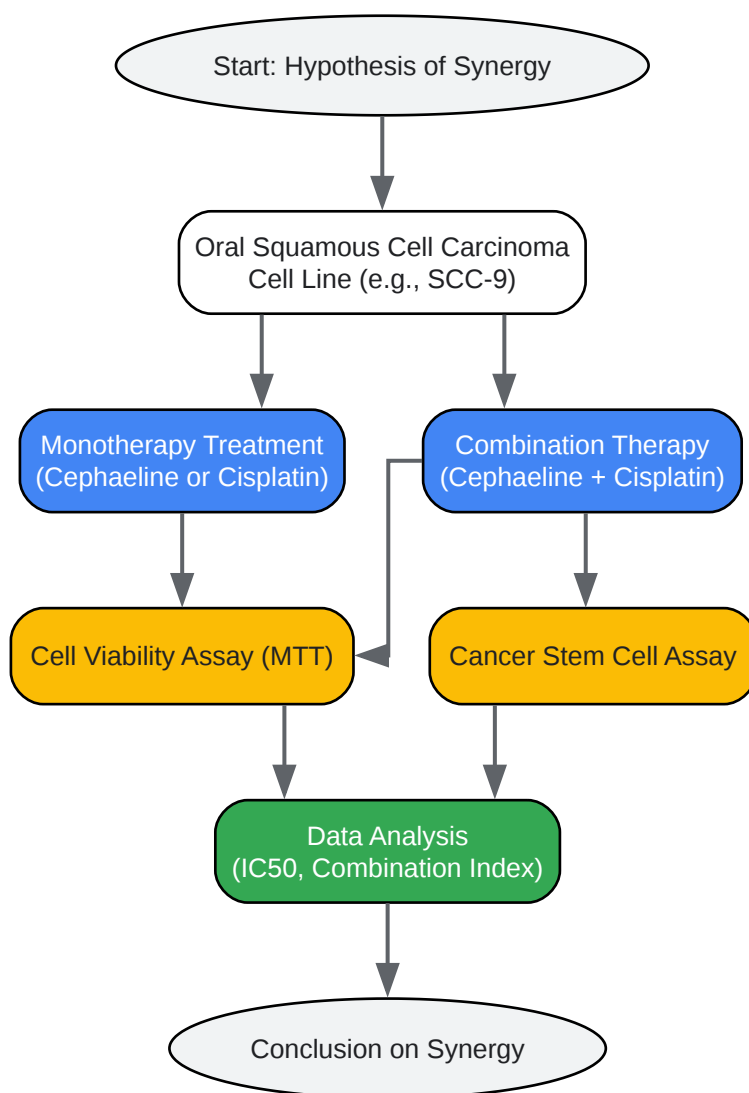 Start: Hypothesis of Synergy
Oral Squamous Cell Carcinoma
Cell Line (e.g., SCC-9)
Monotherapy Treatment
(Cephaeline or Cisplatin)
Combination Therapy
(Cephaeline + Cisplatin)
Cell Viability Assay (MTT)
Cancer Stem Cell Assay
Data Analysis
(IC50, Combination Index)
Conclusion on Synergy